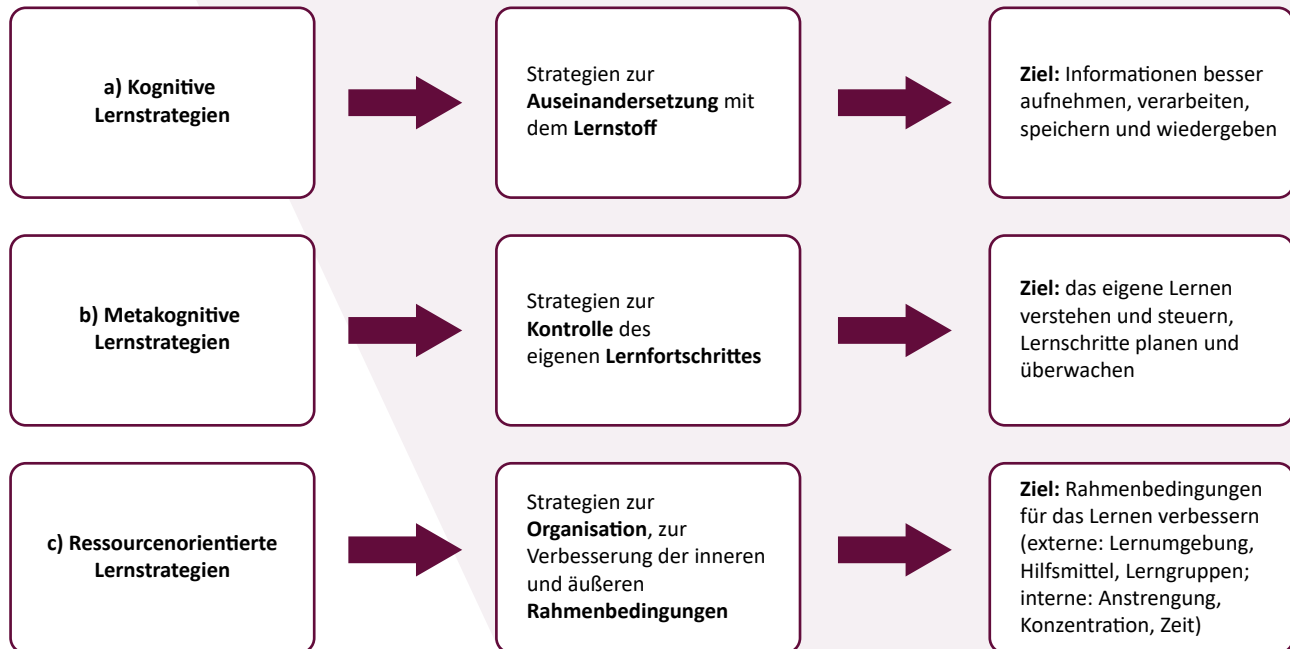 a) Kognitive
Lernstrategien
Strategien zur
Auseinandersetzung mit
dem Lernstoff
Ziel: Informationen besser
aufnehmen, verarbeiten,
speichern und wiedergeben
b) Metakognitive
Lernstrategien
Strategien zur
Kontrolle des
eigenen Lernfortschrittes
Ziel: das eigene Lernen
verstehen und steuern,
Lernschritte planen und
überwachen
c) Ressourcenorientierte
Lernstrategien
Strategien zur
Organisation, zur
Verbesserung der inneren
und äußeren
Rahmenbedingungen
Ziel: Rahmenbedingungen
für das Lernen verbessern
(externe: Lernumgebung,
Hilfsmittel, Lerngruppen;
interne: Anstrengung,
Konzentration, Zeit)